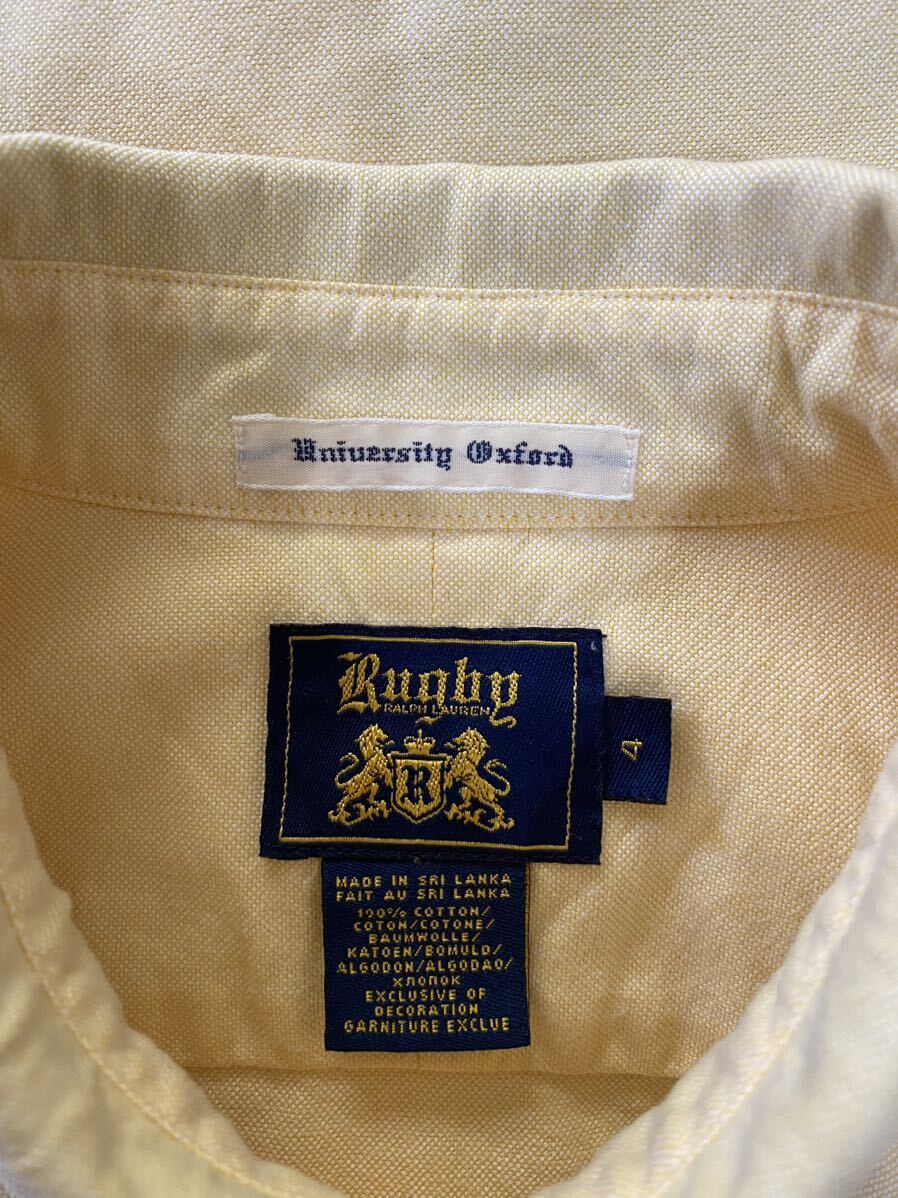 University Oxford
Rugby
RALPH LAUREN
R
4
MADE IN SRI LANKA
FAIT AU SRI LANKA
100% COTTON/
COTON/COTONE/
BAUMWOLLE/
KATOEN/BOMULD/
ALGODON/ALGODAO/
ХЛОПОК
EXCLUSIVE OF
DECORATION
GARNITURE EXCLUE